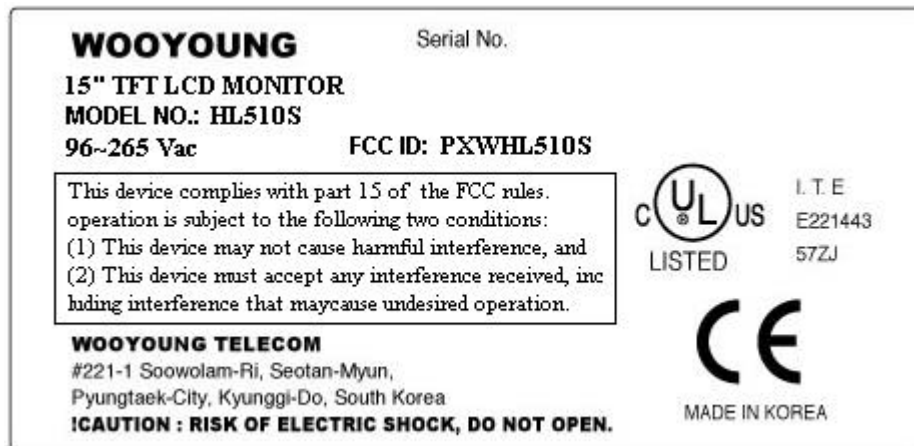 WOOYOUNG
Serial No.
15" TFT LCD MONITOR
MODEL NO.: HL510S
96~265 Vac
FCC ID: PXWHL510S
This device complies with part 15 of the FCC rules.
operation is subject to the following two conditions:
(1) This device may not cause harmful interference, and
(2) This device must accept any interference received, inc
luding interference that maycause undesired operation.
C UL ® US
LISTED
I. T. E
E221443
57ZJ
CE
MADE IN KOREA
WOOYOUNG TELECOM
#221-1 Soowolam-Ri, Seotan-Myun,
Pyungtaek-City, Kyunggi-Do, South Korea
!CAUTION : RISK OF ELECTRIC SHOCK, DO NOT OPEN.